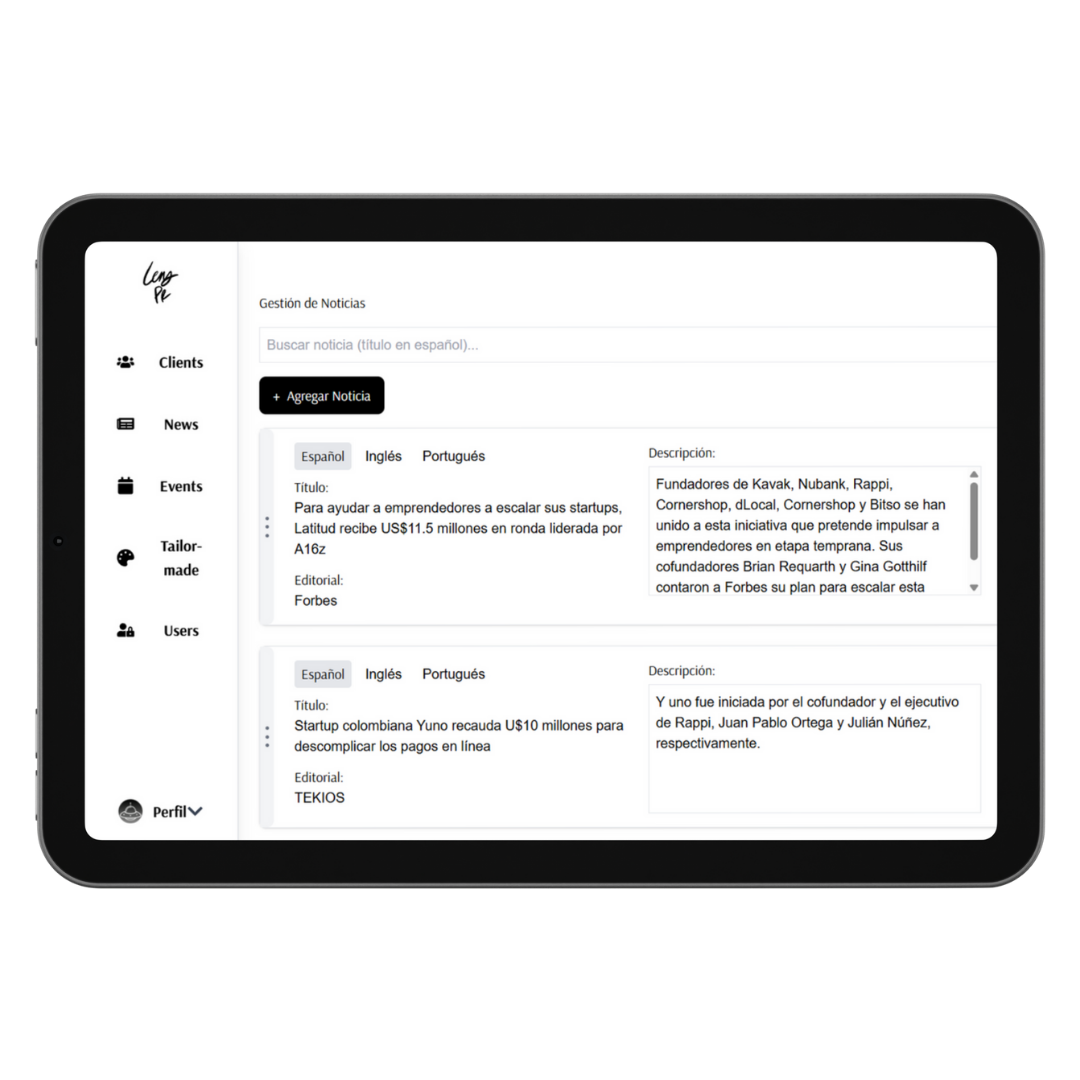 Leng
PR
Clients
News
Events
Tailor-
made
Users
Perfil
Gestión de Noticias
Buscar noticia (título en español)...
+ Agregar Noticia
Español Inglés Portugués
Título:
Para ayudar a emprendedores a escalar sus startups,
Latitud recibe US$11.5 millones en ronda liderada por
A16z
Editorial:
Forbes
Descripción:
Fundadores de Kavak, Nubank, Rappi,
Cornershop, dLocal, Cornershop y Bitso se han
unido a esta iniciativa que pretende impulsar a
emprendedores en etapa temprana. Sus
cofundadores Brian Requarth y Gina Gotthilf
contaron a Forbes su plan para escalar esta
Español Inglés Portugués
Título:
Startup colombiana Yuno recauda U$10 millones para
descomplicar los pagos en línea
Editorial:
TEKIOS
Descripción:
Y uno fue iniciada por el cofundador y el ejecutivo
de Rappi, Juan Pablo Ortega y Julián Núñez,
respectivamente.